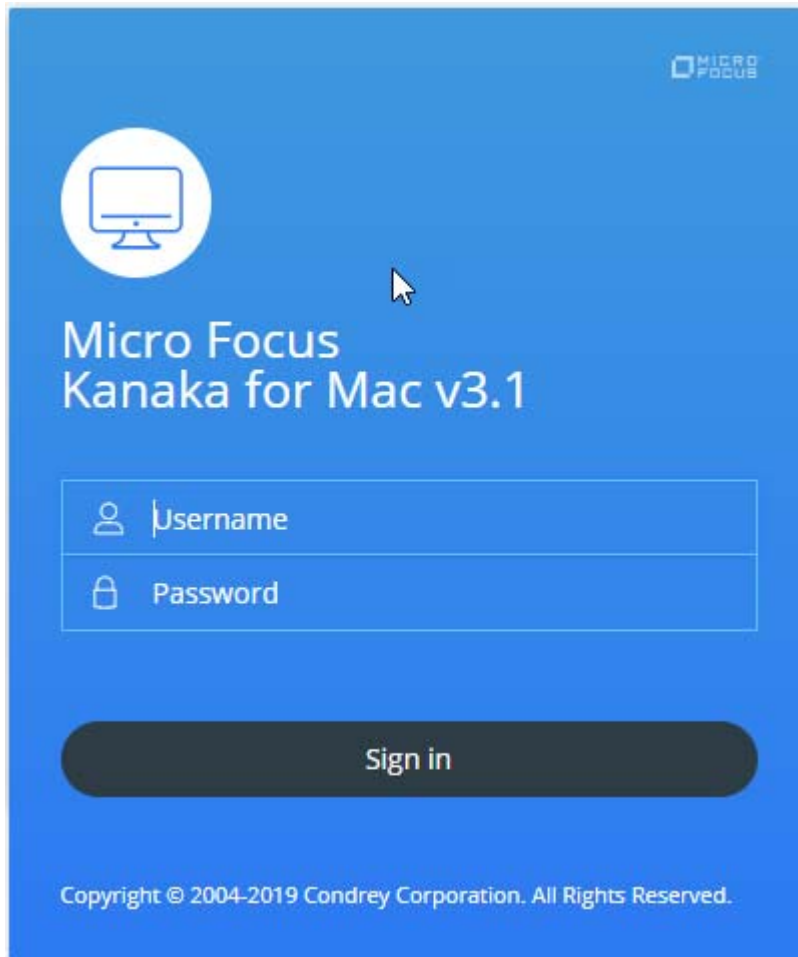 MICRO
FOCUS
Micro Focus
Kanaka for Mac v3.1
Username
Password
Sign in
Copyright © 2004-2019 Condrey Corporation. All Rights Reserved.